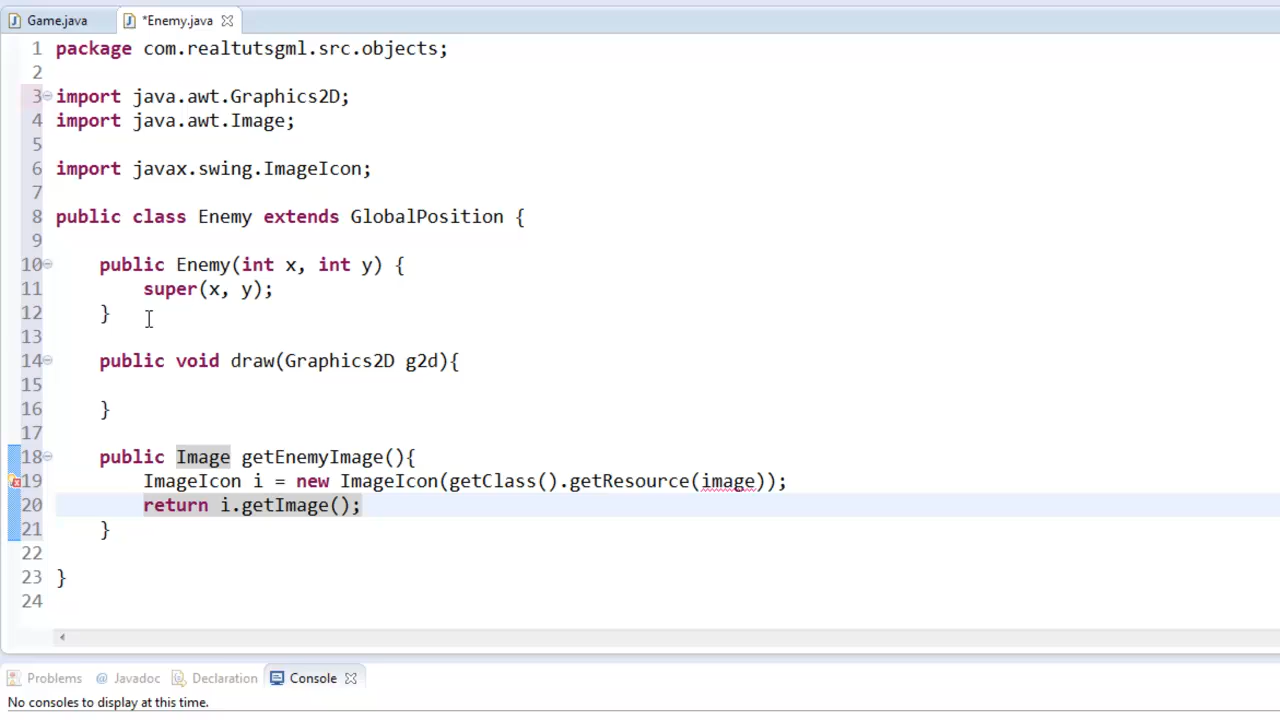 Game.java *Enemy.java
1 package com.realtutsgml.src.objects;
2
3 import java.awt.Graphics2D;
4 import java.awt.Image;
5
6 import javax.swing.ImageIcon;
7
8 public class Enemy extends GlobalPosition {
9
10 public Enemy(int x, int y) {
11 super(x, y);
12 }
13
14 public void draw(Graphics2D g2d){
15
16 }
17
18 public Image getEnemyImage(){
19 ImageIcon i = new ImageIcon(getClass().getResource(image));
20 return i.getImage();
21 }
22
23 }
24
Problems @ Javadoc Declaration Console
No consoles to display at this time.